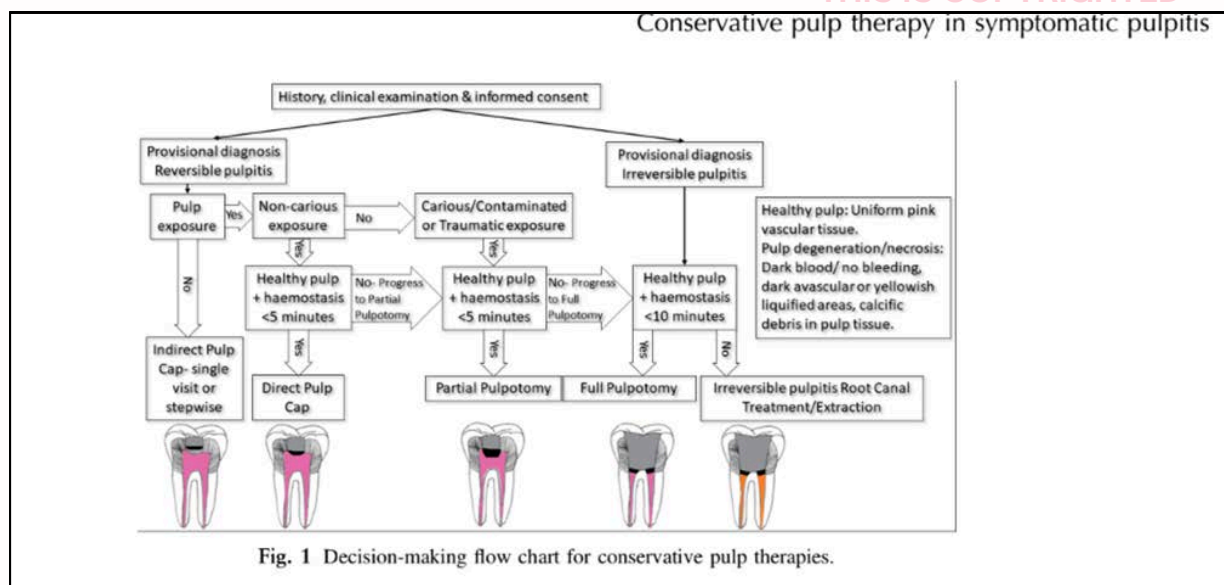 Conservative pulp therapy in symptomatic pulpitis
History, clinical examination & informed consent
Provisional diagnosis
Reversible pulpitis
Provisional diagnosis
Irreversible pulpitis
Pulp
exposure
Yes
Non-carious
exposure
No
Carious/Contaminated
or Traumatic exposure
Healthy pulp: Uniform pink
vascular tissue.
Pulp degeneration/necrosis:
Dark blood/ no bleeding,
dark avascular or yellowish
liquified areas, calcific
debris in pulp tissue.
No
Yes
Yes
Healthy pulp
+ haemostasis
<5 minutes
No- Progress
to Partial
Pulpotomy
Healthy pulp
+ haemostasis
<5 minutes
No- Progress
to Full
Pulpotomy
Healthy pulp
+ haemostasis
<10 minutes
Yes
Yes
Yes
No
Indirect Pulp
Cap- single
visit or
stepwise
Direct Pulp
Cap
Partial Pulpotomy
Full Pulpotomy
Irreversible pulpitis Root Canal
Treatment/Extraction
Fig. 1 Decision-making flow chart for conservative pulp therapies.